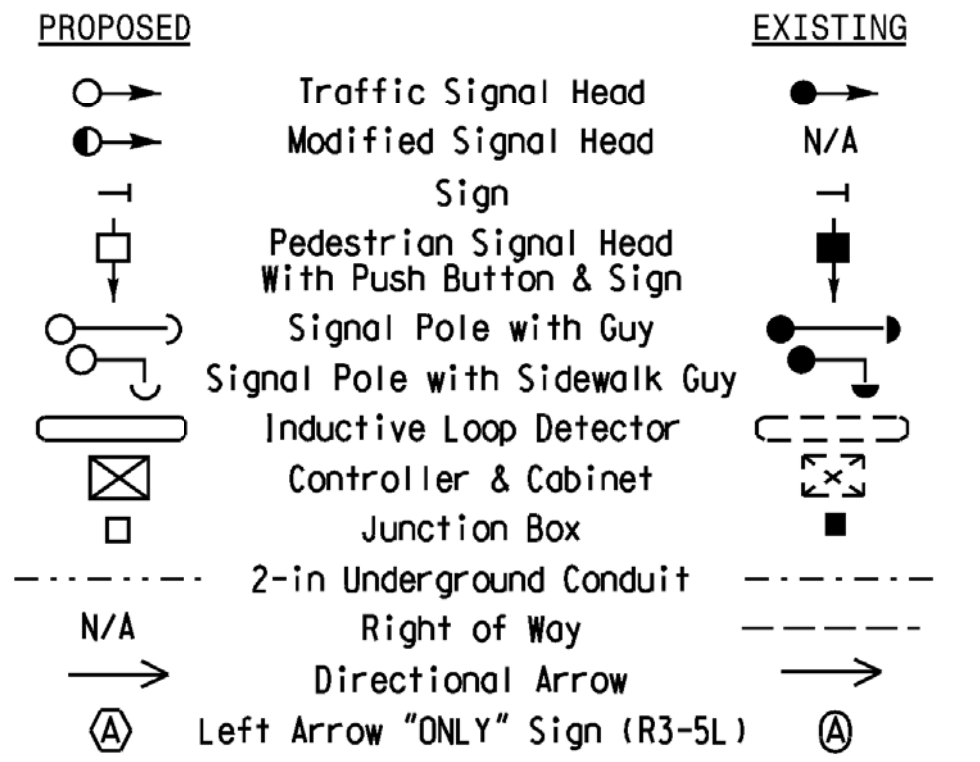 PROPOSED EXISTING
Traffic Signal Head
Modified Signal Head N/A
Sign
Pedestrian Signal Head
With Push Button & Sign
Signal Pole with Guy
Signal Pole with Sidewalk Guy
Inductive Loop Detector
Controller & Cabinet
Junction Box
2-in Underground Conduit
N/A Right of Way
Directional Arrow
A Left Arrow "ONLY" Sign (R3-5L) A